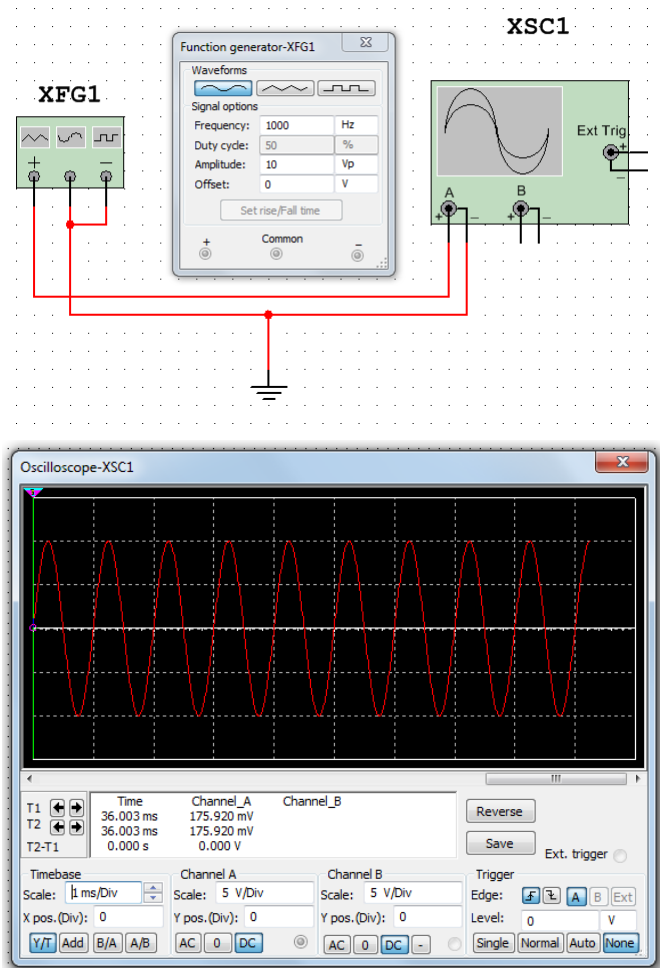 XSC1
Function generator-XFG1
Waveforms
Signal options
Frequency: 1000 Hz
Duty cycle: 50 %
Amplitude: 10 Vp
Offset: 0 V
Set rise/Fall time
+ Common −
XFG1
+ −
Ext Trig
+
−
A B
+ − + −
Oscilloscope-XSC1
Time Channel_A Channel_B
T1 36.003 ms 175.920 mV
T2 36.003 ms 175.920 mV
T2-T1 0.000 s 0.000 V
Reverse
Save
Ext. trigger
Timebase Channel A Channel B Trigger
Scale: 1 ms/Div Scale: 5 V/Div Scale: 5 V/Div Edge: A B Ext
X pos.(Div): 0 Y pos.(Div): 0 Y pos.(Div): 0 Level: 0 V
Y/T Add B/A A/B AC 0 DC AC 0 DC - Single Normal Auto None